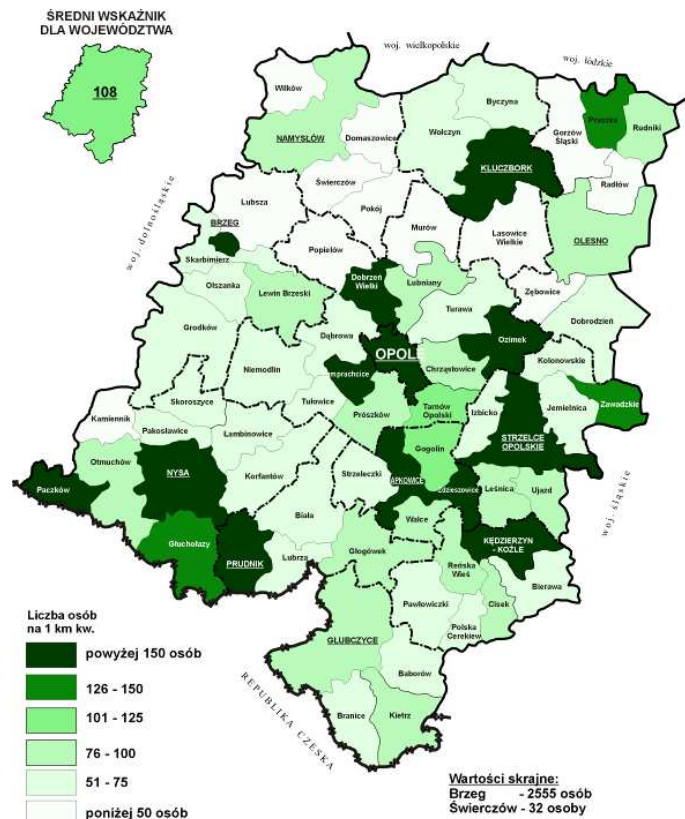 ŚREDNI WSKAŹNIK
DLA WOJEWÓDZTWA
108
woj. wielkopolskie
woj. łódzkie
woj. dolnośląskie
woj. śląskie
REPUBLIKA CZESKA
Wilków
NAMYSŁÓW
Domaszowice
Wołczyn
Byczyna
KLUCZBORK
Gorzów
Śląski
Praszka
Rudniki
Radłów
OLESNO
Świerczów
Pokój
Lubsza
BRZEG
Skarbimierz
Popielów
Murów
Lasowice
Wielkie
Olszanka
Lewin Brzeski
Dobrzeń
Wielki
Łubniany
Turawa
Zębowice
Dobrodzień
Grodków
Dąbrowa
OPOLE
Ozimek
Kolonowskie
Niemodlin
mprachcice
Chrząstowice
Skoroszyce
Tułowice
Prószków
Tarnów
Opolski
Izbicko
Jemielnica
Zawadzkie
Kamiennik
Pakosławice
Łambinowice
Gogolin
STRZELCE
OPOLSKIE
Otmuchów
NYSA
Korfantów
Strzeleczki
APKOWICE
Zdzieszowice
Leśnica
Ujazd
Paczków
Biała
Walce
KĘDZIERZYN
- KOŹLE
Głuchołazy
PRUDNIK
Lubrza
Głogówek
Reńska
Wieś
Cisek
Bierawa
Pawłowiczki
Polska
Cerekiew
GŁUBCZYCE
Baborów
Branice
Kietrz
Liczba osób
na 1 km kw.
powyżej 150 osób
126 - 150
101 - 125
76 - 100
51 - 75
poniżej 50 osób
Wartości skrajne:
Brzeg - 2555 osób
Świerczów - 32 osoby